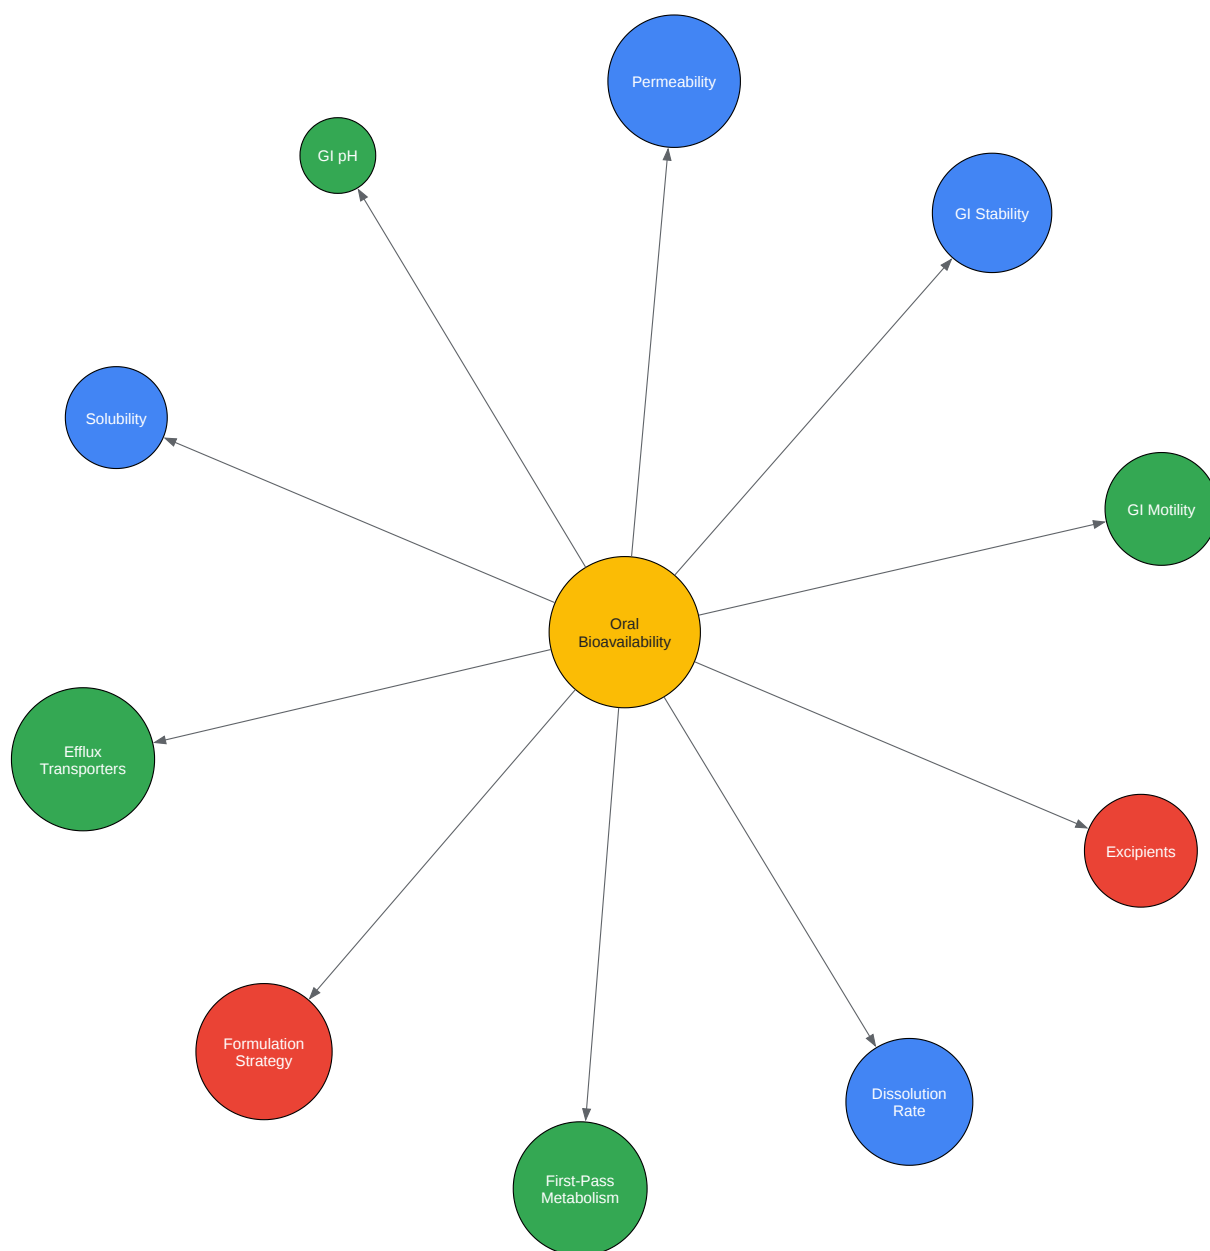 Permeability
GI pH
GI Stability
Solubility
GI Motility
Oral
Bioavailability
Efflux
Transporters
Excipients
Formulation
Strategy
Dissolution
Rate
First-Pass
Metabolism